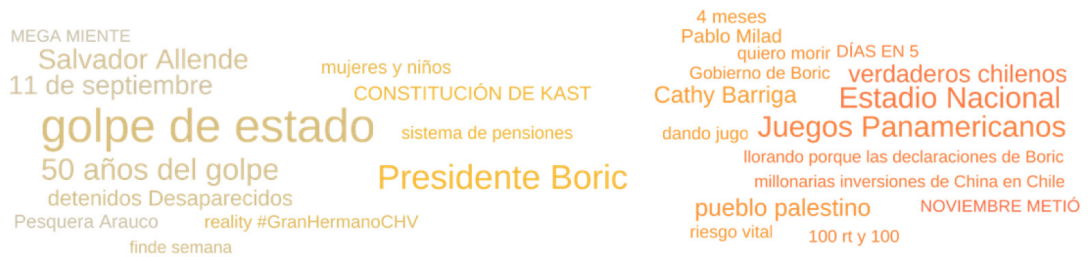 MEGA MIENTE
Salvador Allende
11 de septiembre
golpe de estado
50 años del golpe
detenidos Desaparecidos
Pesquera Arauco
reality #GranHermanoCHV
finde semana
mujeres y niños
CONSTITUCIÓN DE KAST
sistema de pensiones
Presidente Boric
4 meses
Pablo Milad
quiero morir
DÍAS EN 5
Gobierno de Boric
verdaderos chilenos
Cathy Barriga
Estadio Nacional
dando jugo
Juegos Panamericanos
llorando porque las declaraciones de Boric
millonarias inversiones de China en Chile
pueblo palestino
NOVIEMBRE METIÓ
riesgo vital
100 rt y 100